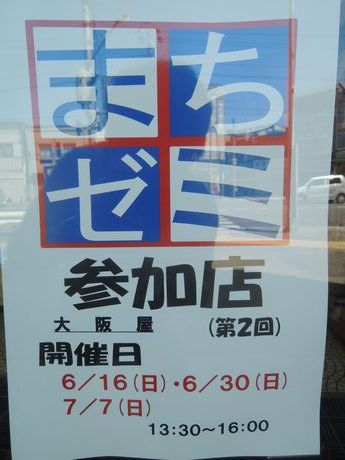 まち
ゼミ
参加店
大阪屋 (第2回)
開催日
6/16(日)・6/30(日)
7/7(日)
13:30~16:00